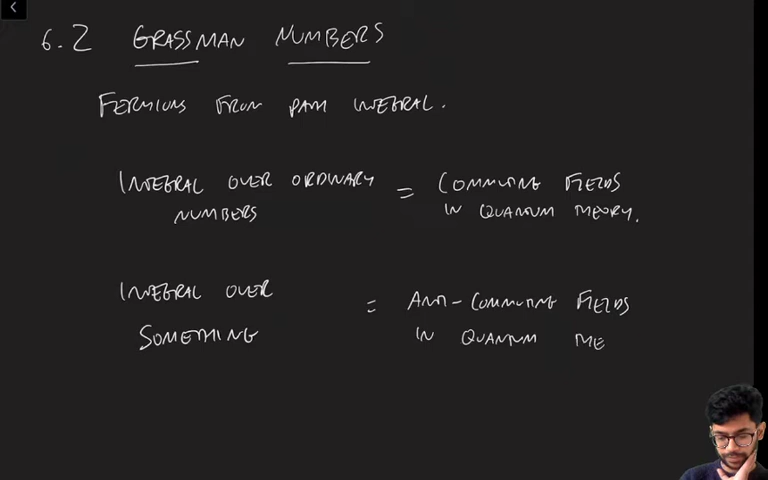 6.2 GRASSMAN NUMBERS
FERMIONS FROM PATH INTEGRAL.
INTEGRAL OVER ORDINARY NUMBERS
= COMMUTING FIELDS IN QUANTUM THEORY.
INTEGRAL OVER SOMETHING
= ANTI-COMMUTING FIELDS IN QUANTUM THE